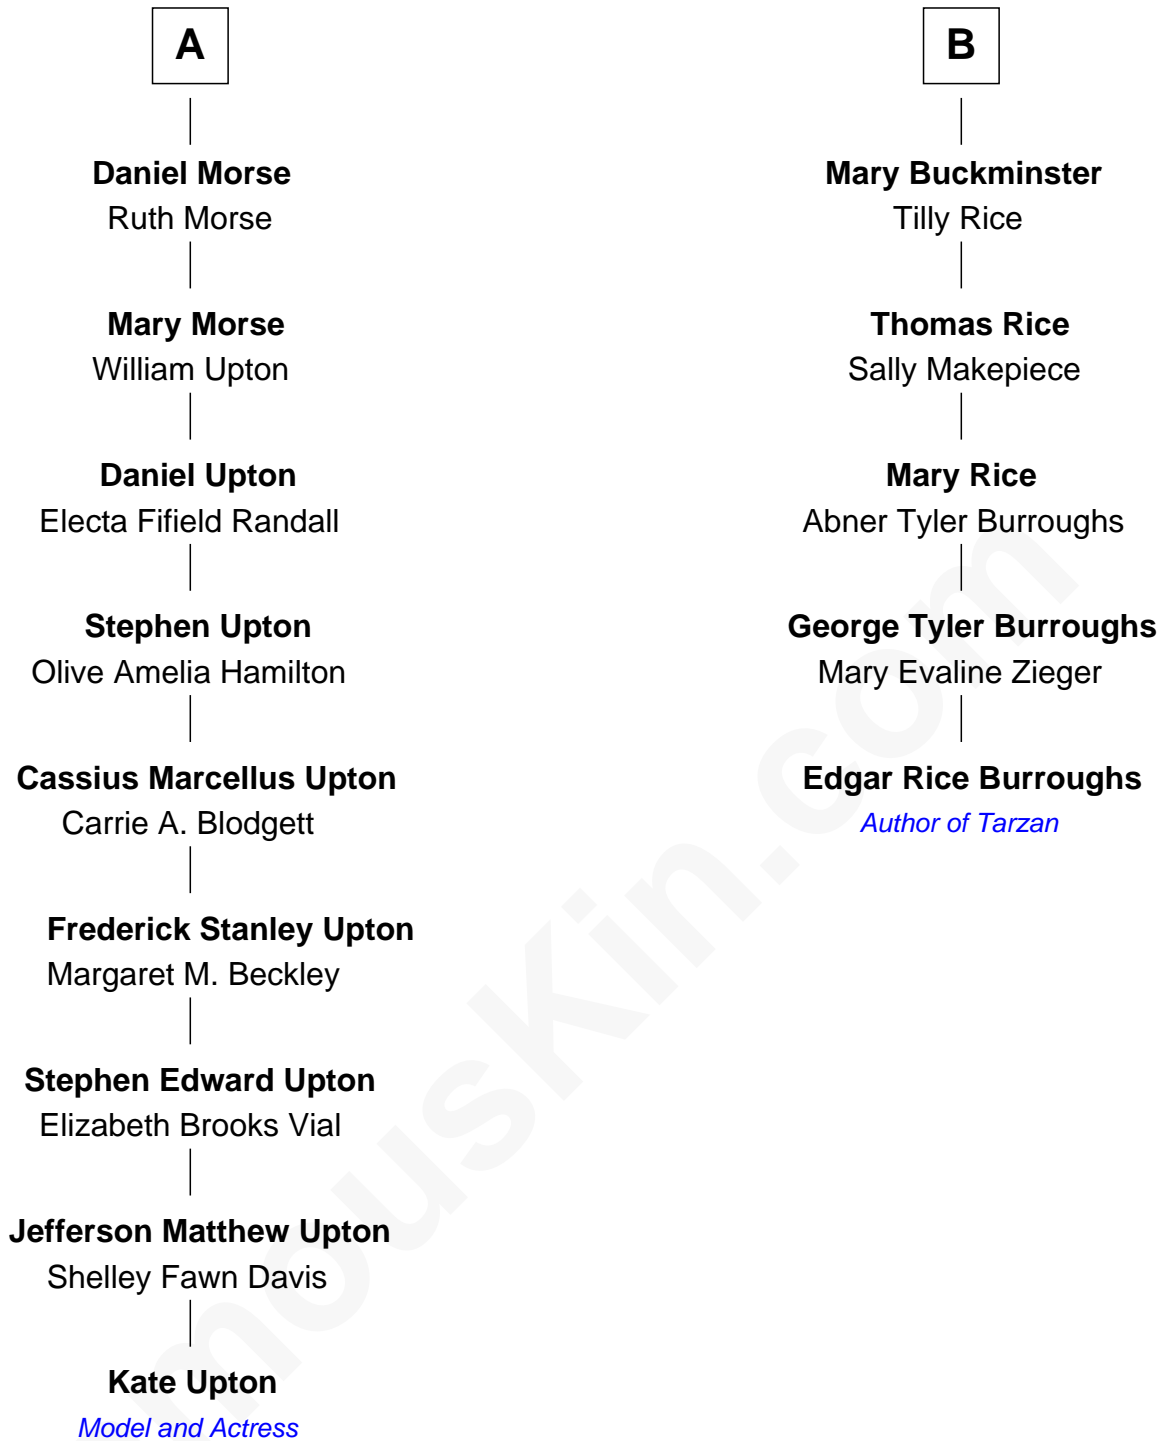 A
Daniel Morse
Ruth Morse
Mary Morse
William Upton
Daniel Upton
Electa Fifield Randall
Stephen Upton
Olive Amelia Hamilton
Cassius Marcellus Upton
Carrie A. Blodgett
Frederick Stanley Upton
Margaret M. Beckley
Stephen Edward Upton
Elizabeth Brooks Vial
Jefferson Matthew Upton
Shelley Fawn Davis
Kate Upton
Model and Actress
B
Mary Buckminster
Tilly Rice
Thomas Rice
Sally Makepiece
Mary Rice
Abner Tyler Burroughs
George Tyler Burroughs
Mary Evaline Zieger
Edgar Rice Burroughs
Author of Tarzan
mousKin.com